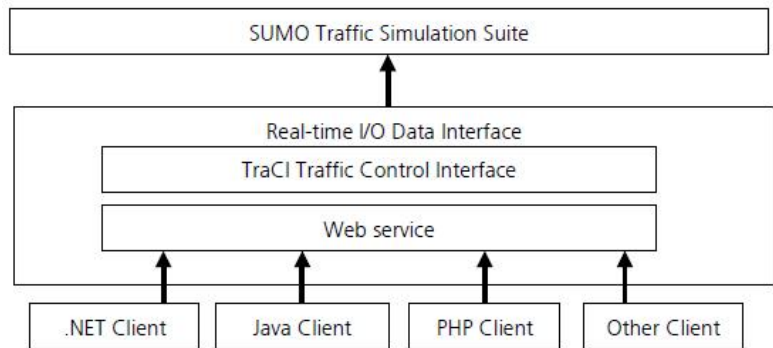 SUMO Traffic Simulation Suite
Real-time I/O Data Interface
TraCI Traffic Control Interface
Web service
.NET Client
Java Client
PHP Client
Other Client